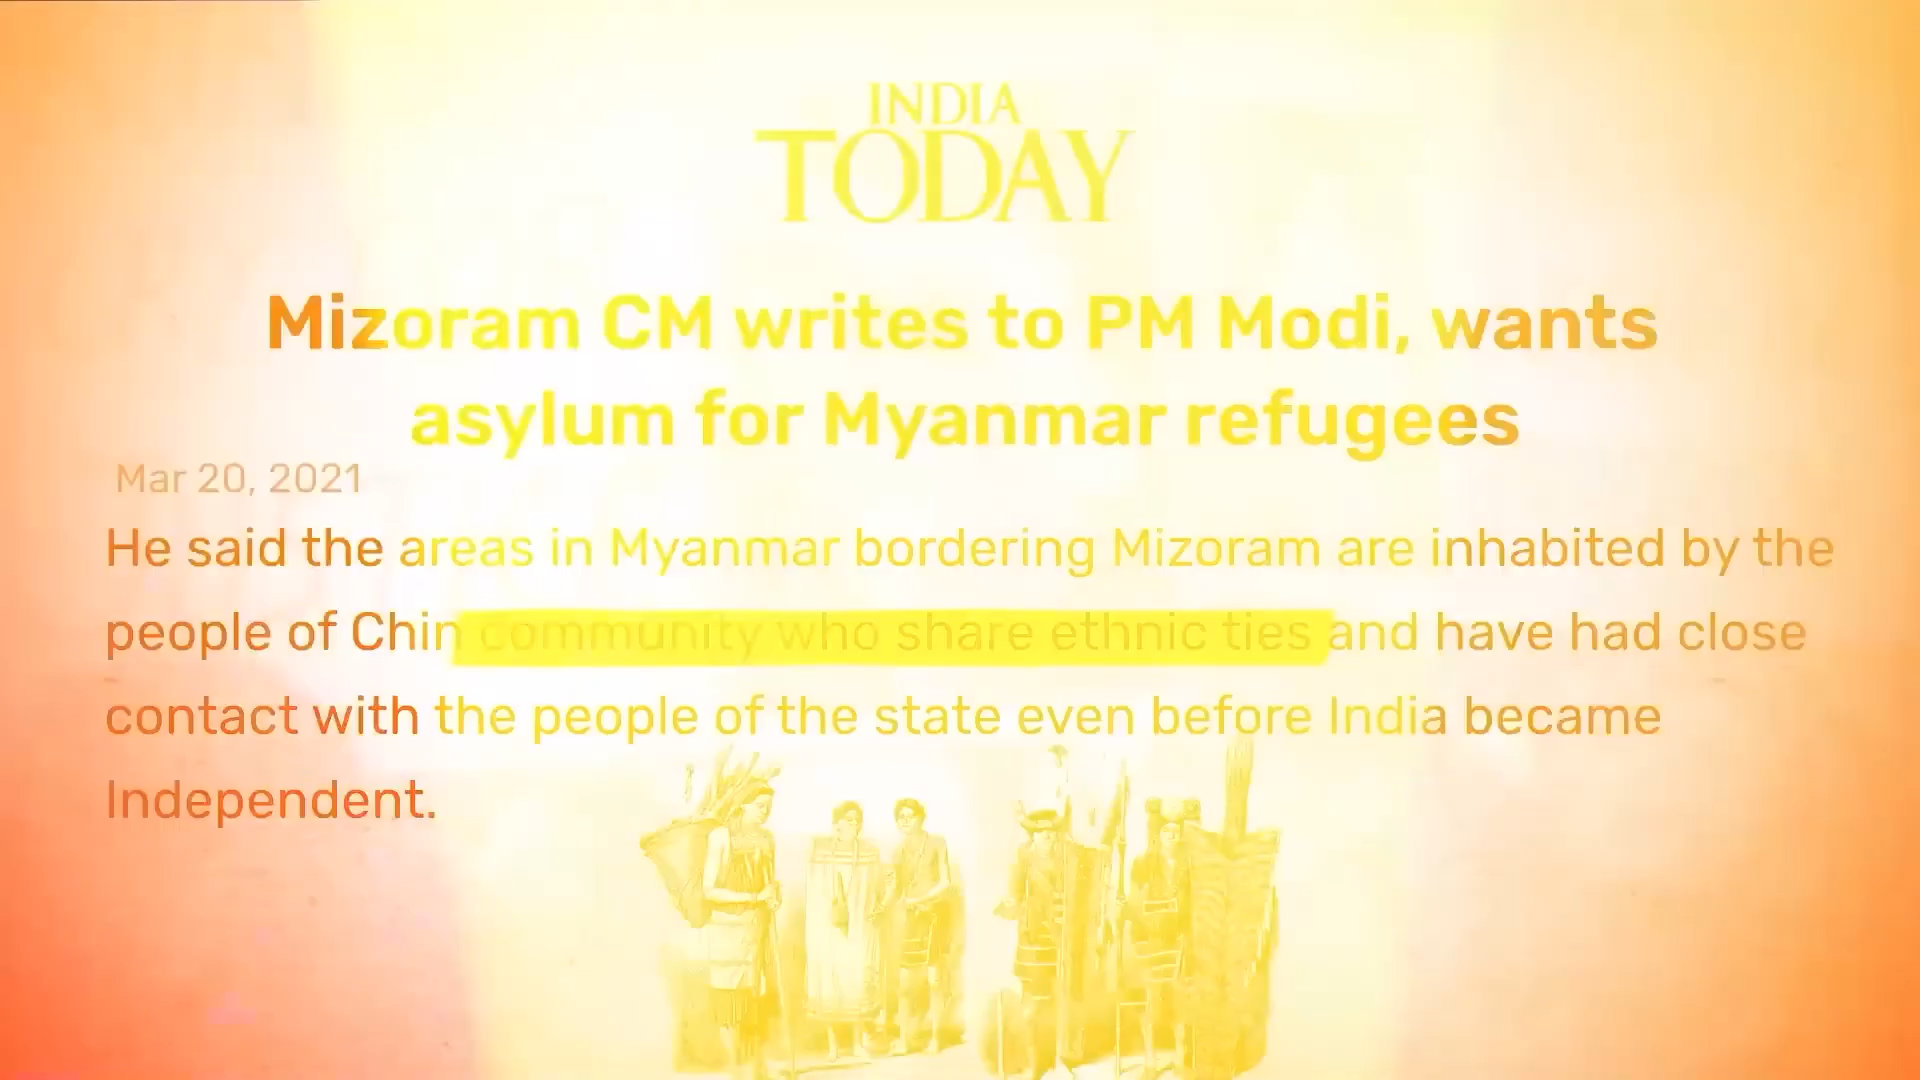 INDIA
TODAY
Mizoram CM writes to PM Modi, wants
asylum for Myanmar refugees
Mar 20, 2021
He said the areas in Myanmar bordering Mizoram are inhabited by the
people of Chin community who share ethnic ties and have had close
contact with the people of the state even before India became
Independent.